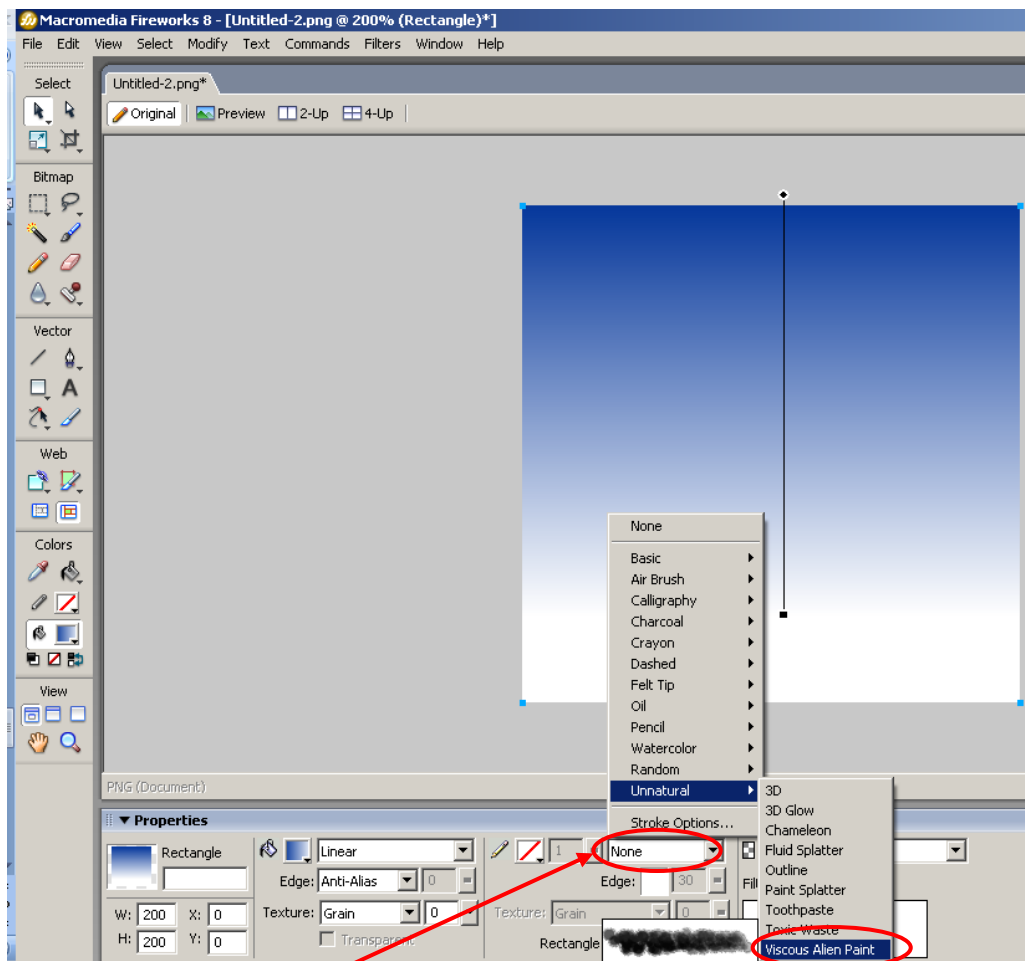 Macromedia Fireworks 8 - [Untitled-2.png @ 200% (Rectangle)*]
File Edit View Select Modify Text Commands Filters Window Help
Select
Untitled-2.png*
Original Preview 2-Up 4-Up
Bitmap
Vector
Web
Colors
View
None
Basic
Air Brush
Calligraphy
Charcoal
Crayon
Dashed
Felt Tip
Oil
Pencil
Watercolor
Random
Unnatural
Stroke Options...
3D
3D Glow
Chameleon
Fluid Splatter
Outline
Paint Splatter
Toothpaste
Toxic Waste
Viscous Alien Paint
PNG (Document)
Properties
Rectangle Linear 1 None
Edge: Anti-Alias 0 Edge: 30
W: 200 X: 0 Texture: Grain 0 Texture: Grain 0
H: 200 Y: 0 Transparent Rectangle